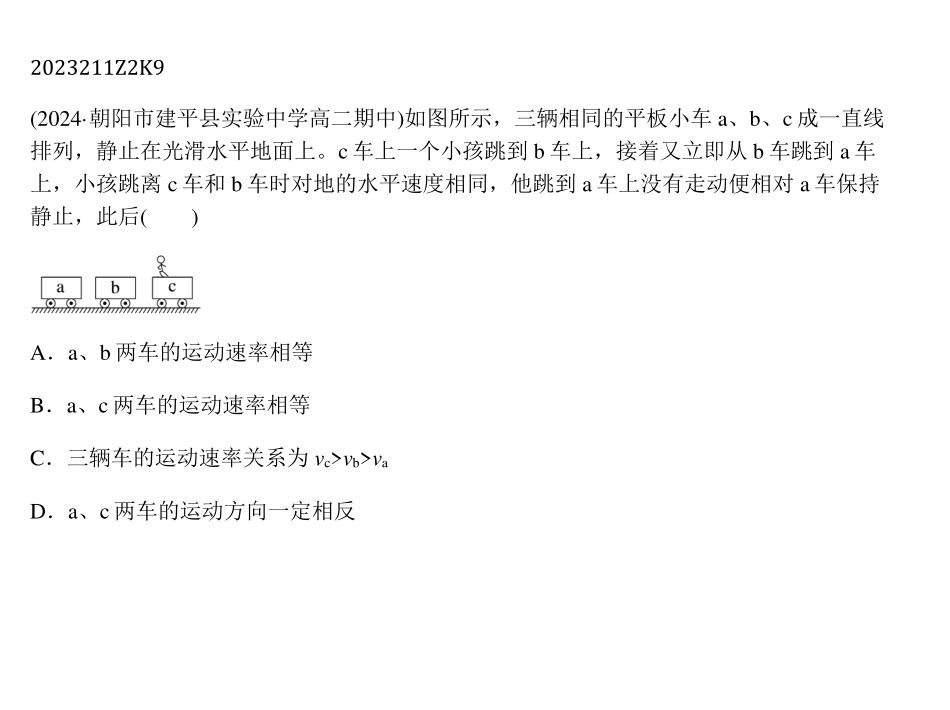 2023211Z2K9
(2024·朝阳市建平县实验中学高二期中)如图所示，三辆相同的平板小车 a、b、c 成一直线
排列，静止在光滑水平地面上。c 车上一个小孩跳到 b 车上，接着又立即从 b 车跳到 a 车
上，小孩跳离 c 车和 b 车时对地的水平速度相同，他跳到 a 车上没有走动便相对 a 车保持
静止，此后(　　)
a b c
A．a、b 两车的运动速率相等
B．a、c 两车的运动速率相等
C．三辆车的运动速率关系为 vc>vb>va
D．a、c 两车的运动方向一定相反